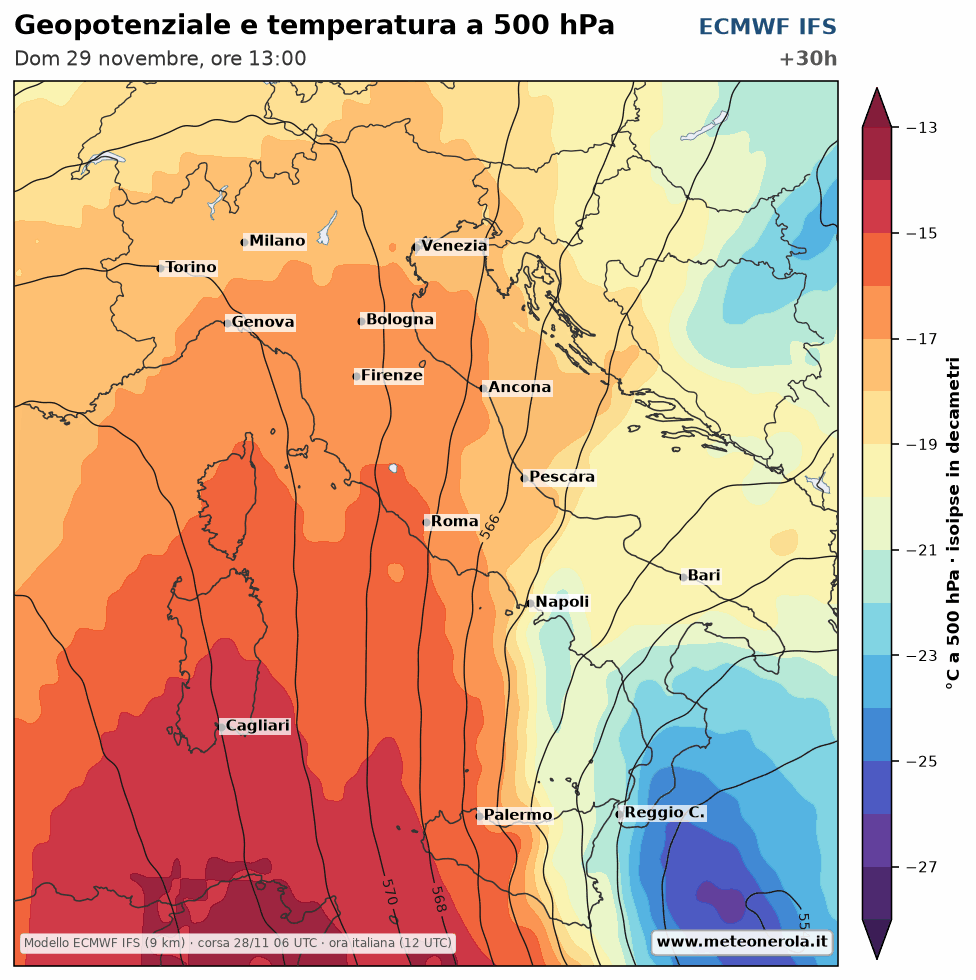 Geopotenziale e temperatura a 500 hPa
ECMWF IFS
Dom 29 novembre, ore 13:00
+30h
Milano
Venezia
Torino
Genova
Bologna
Firenze
Ancona
Pescara
Roma
566
Bari
Napoli
Cagliari
Palermo
Reggio C.
570
568
55
−13
−15
−17
−19
−21
−23
−25
−27
°C a 500 hPa · isoipse in decametri
Modello ECMWF IFS (9 km) · corsa 28/11 06 UTC · ora italiana (12 UTC)
www.meteonerola.it